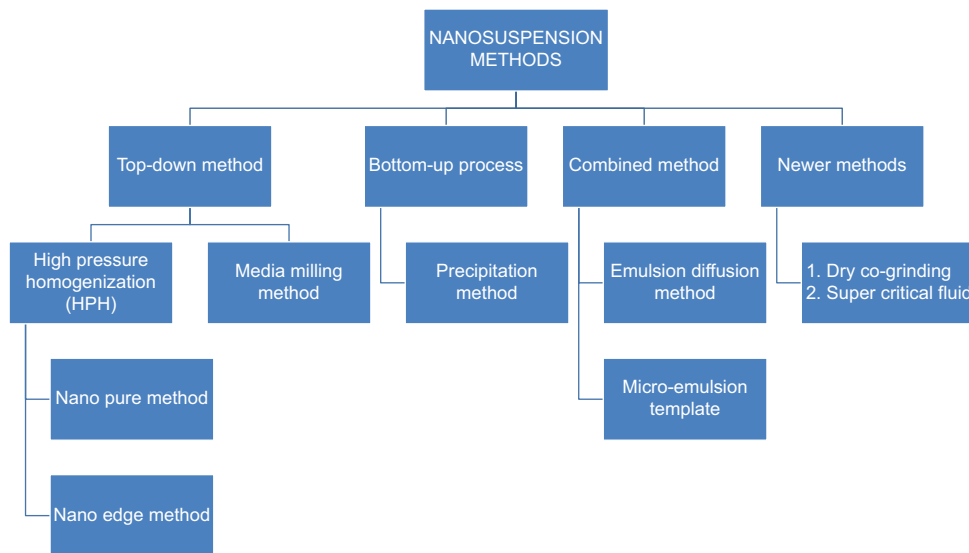 NANOSUSPENSION
METHODS
Top-down method
Bottom-up process
Combined method
Newer methods
High pressure
homogenization
(HPH)
Media milling
method
Precipitation
method
Emulsion diffusion
method
1. Dry co-grinding
2. Super critical fluid
Nano pure method
Micro-emulsion
template
Nano edge method